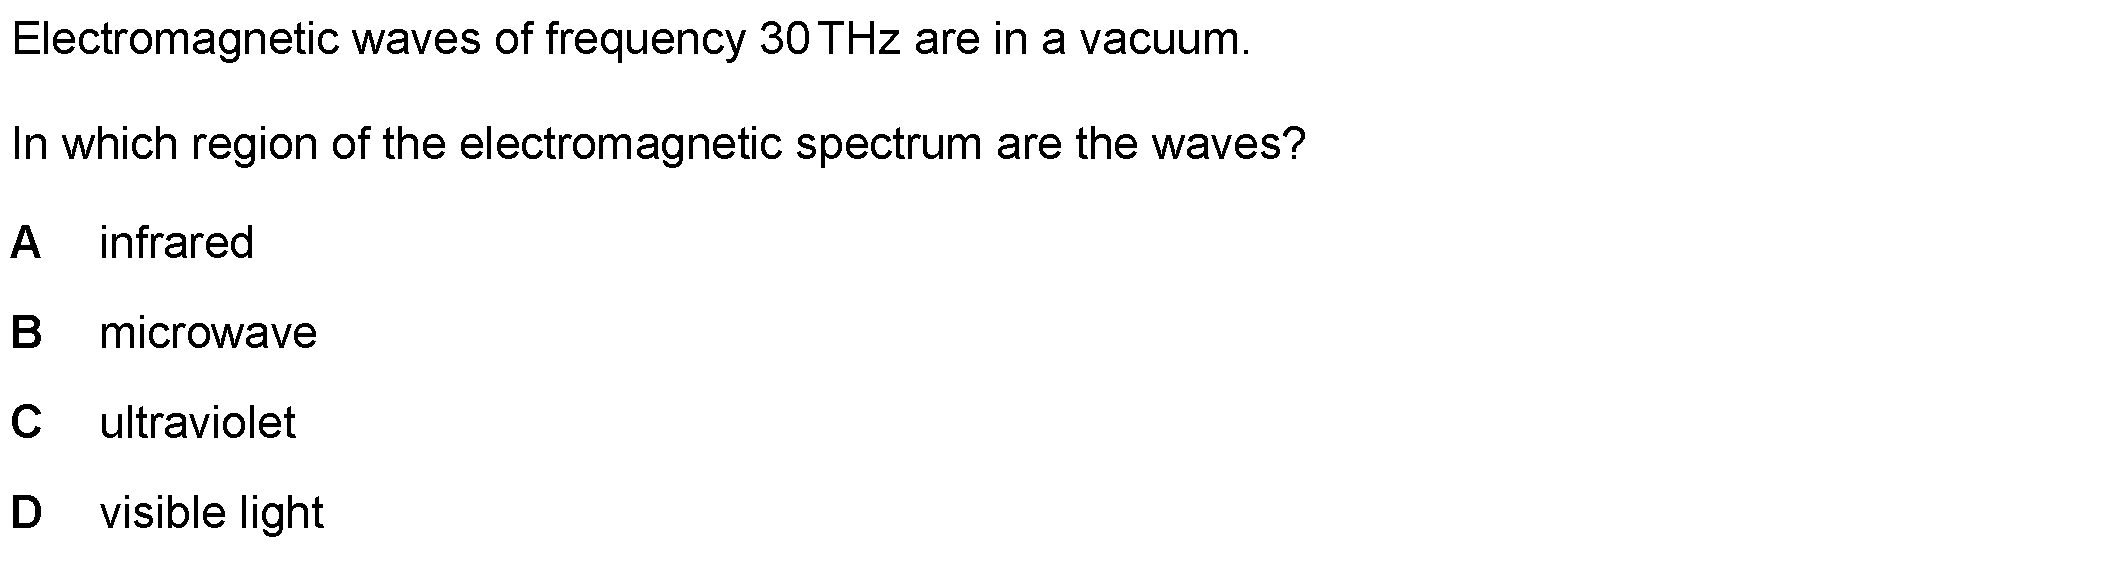 Electromagnetic waves of frequency 30 THz are in a vacuum.
In which region of the electromagnetic spectrum are the waves?
A infrared
B microwave
C ultraviolet
D visible light